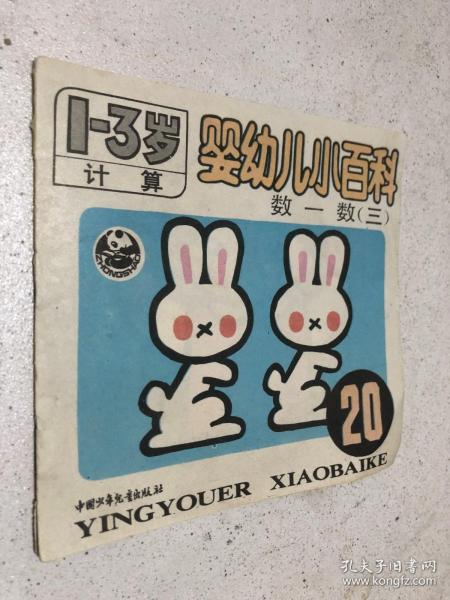 1-3岁
计算
婴幼儿小百科
数一数(三)
ZHONGSHAO
20
中国少年儿童出版社
YINGYOUER XIAOBAIKE
孔夫子旧书网
www.kongfz.com